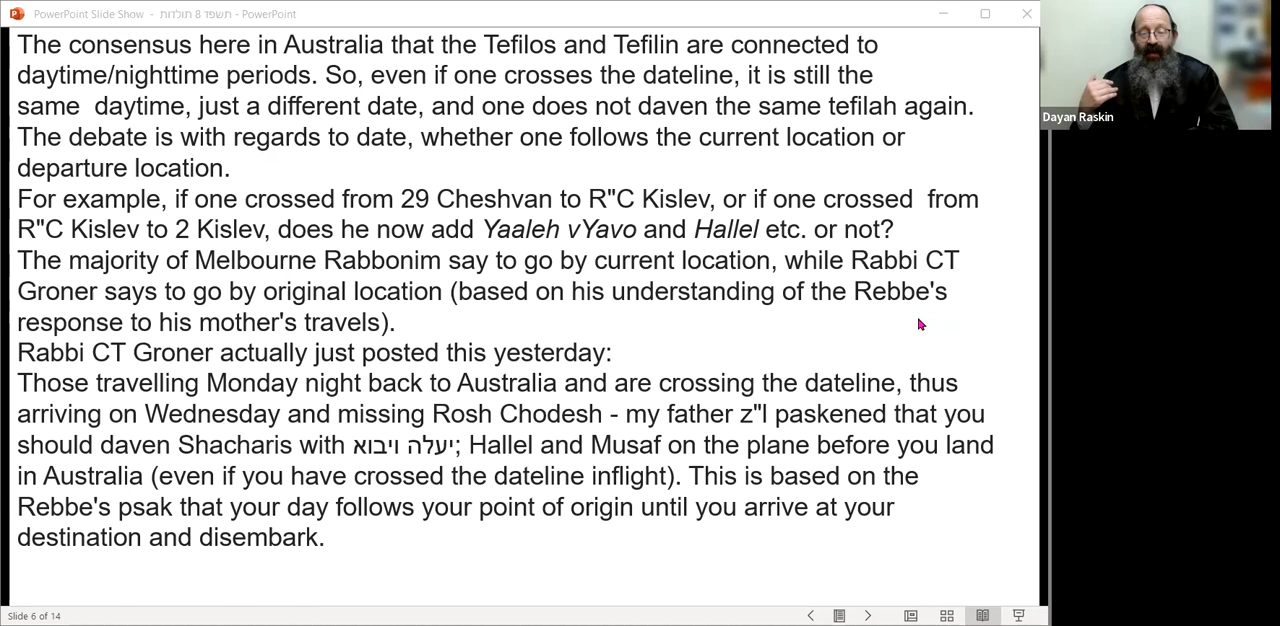 PowerPoint Slide Show - תשפד 8 תולדות - PowerPoint
The consensus here in Australia that the Tefilos and Tefilin are connected to
daytime/nighttime periods. So, even if one crosses the dateline, it is still the
same daytime, just a different date, and one does not daven the same tefilah again.
The debate is with regards to date, whether one follows the current location or
departure location.
For example, if one crossed from 29 Cheshvan to R"C Kislev, or if one crossed from
R"C Kislev to 2 Kislev, does he now add Yaaleh vYavo and Hallel etc. or not?
The majority of Melbourne Rabbonim say to go by current location, while Rabbi CT
Groner says to go by original location (based on his understanding of the Rebbe's
response to his mother's travels).
Rabbi CT Groner actually just posted this yesterday:
Those travelling Monday night back to Australia and are crossing the dateline, thus
arriving on Wednesday and missing Rosh Chodesh - my father z"l paskened that you
should daven Shacharis with יעלה ויבוא; Hallel and Musaf on the plane before you land
in Australia (even if you have crossed the dateline inflight). This is based on the
Rebbe's psak that your day follows your point of origin until you arrive at your
destination and disembark.
Slide 6 of 14
Dayan Raskin